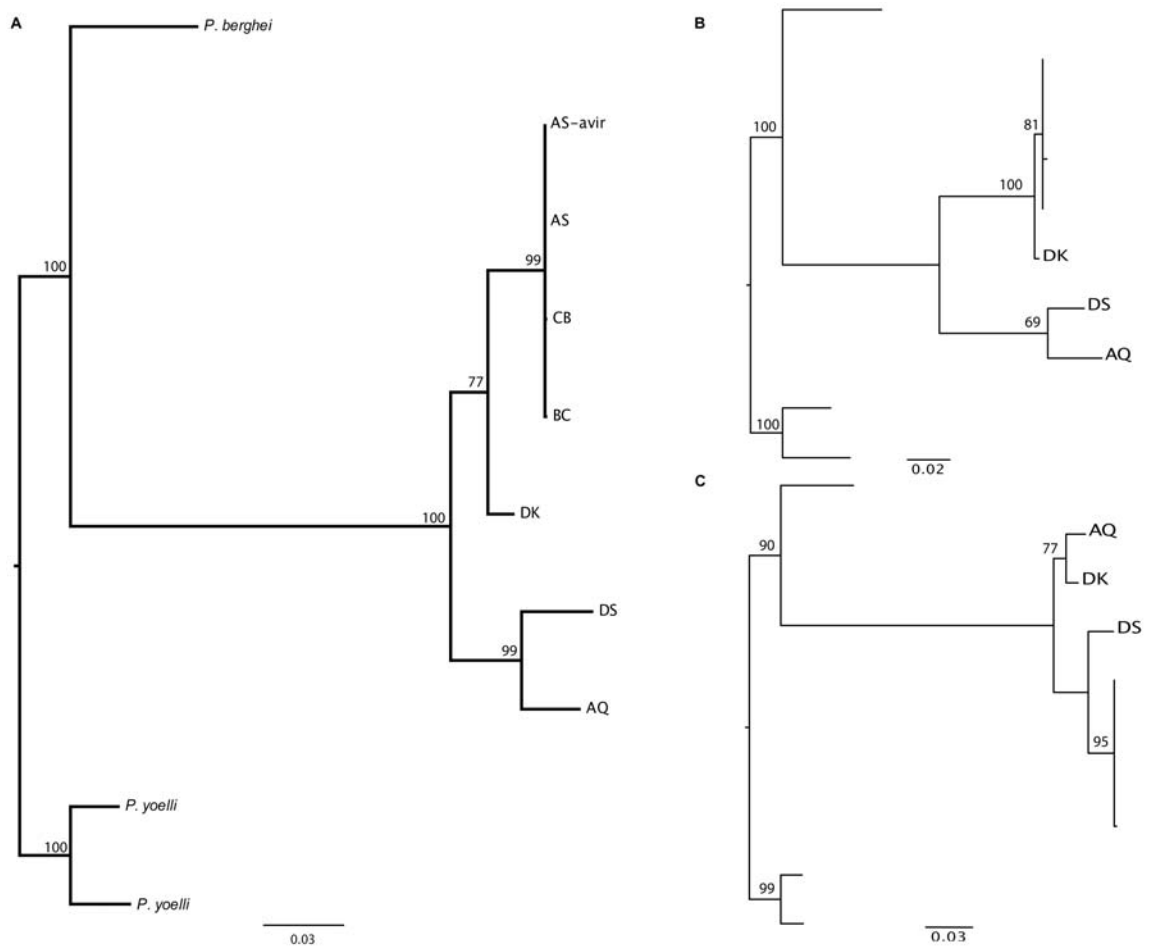 A
P. berghei
AS-avir
AS
100
99
CB
77
BC
DK
100
DS
99
AQ
P. yoelli
100
P. yoelli
0.03
B
100
81
100
DK
DS
69
AQ
100
0.02
C
90
77
AQ
DK
DS
95
99
0.03